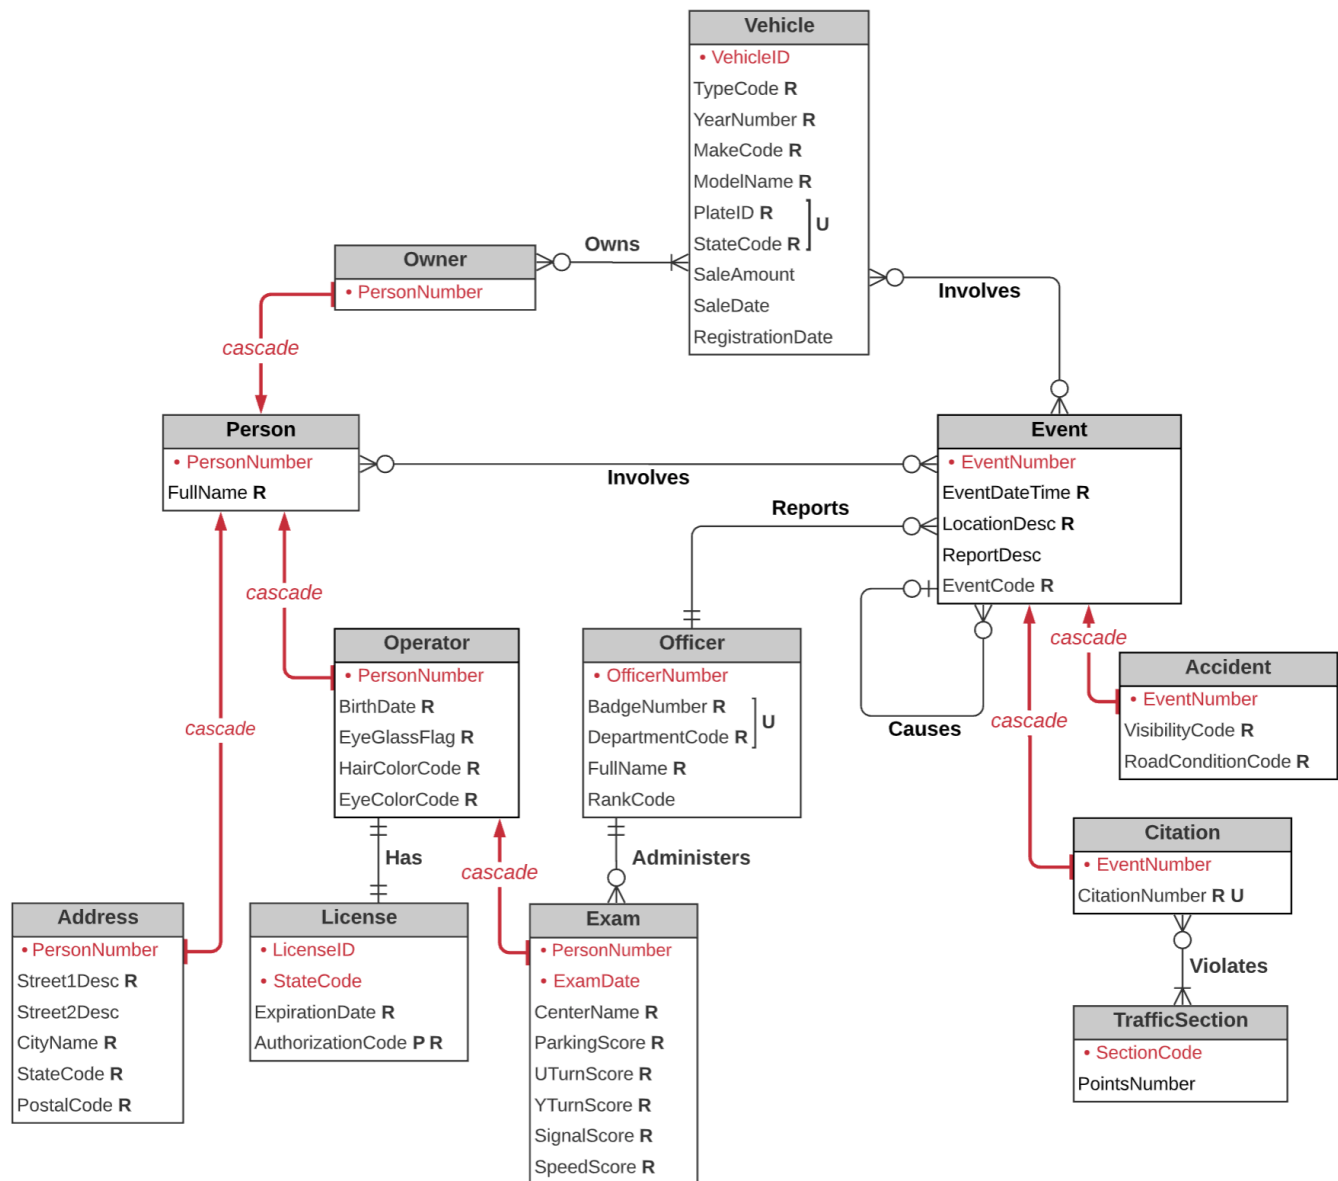 Vehicle
• VehicleID
TypeCode R
YearNumber R
MakeCode R
ModelName R
PlateID R
StateCode R
U
SaleAmount
SaleDate
RegistrationDate
Owns
Owner
• PersonNumber
Involves
cascade
Person
• PersonNumber
FullName R
Involves
Event
• EventNumber
EventDateTime R
LocationDesc R
ReportDesc
EventCode R
Reports
cascade
Operator
• PersonNumber
BirthDate R
EyeGlassFlag R
HairColorCode R
EyeColorCode R
Officer
• OfficerNumber
BadgeNumber R
DepartmentCode R
U
FullName R
RankCode
Causes
cascade
cascade
Accident
• EventNumber
VisibilityCode R
RoadConditionCode R
cascade
Has
cascade
Administers
Citation
• EventNumber
CitationNumber R U
Violates
Address
• PersonNumber
Street1Desc R
Street2Desc
CityName R
StateCode R
PostalCode R
License
• LicenseID
• StateCode
ExpirationDate R
AuthorizationCode P R
Exam
• PersonNumber
• ExamDate
CenterName R
ParkingScore R
UTurnScore R
YTurnScore R
SignalScore R
SpeedScore R
TrafficSection
• SectionCode
PointsNumber